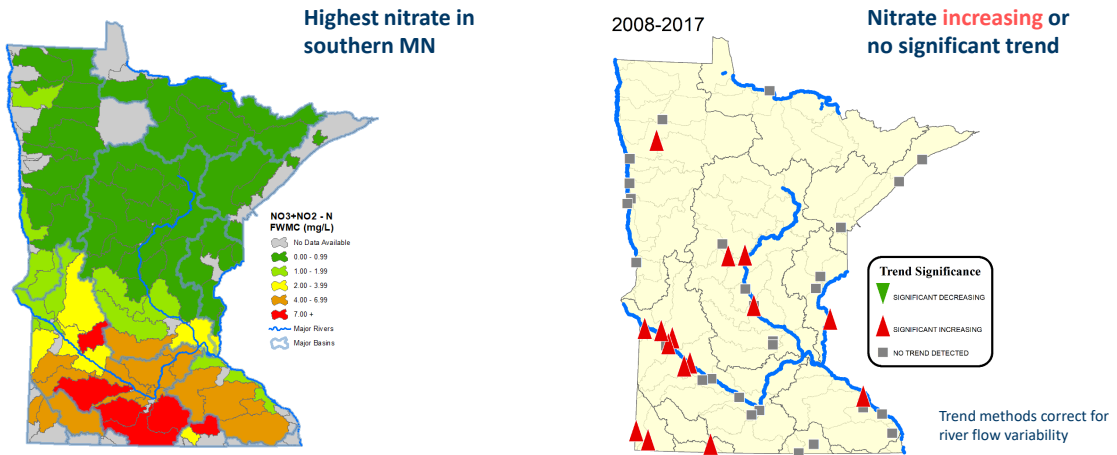 Highest nitrate in
southern MN
NO3+NO2 - N
FWMC (mg/L)
No Data Available
0.00 - 0.99
1.00 - 1.99
2.00 - 3.99
4.00 - 6.99
7.00 +
Major Rivers
Major Basins
2008-2017
Nitrate increasing or
no significant trend
Trend Significance
SIGNIFICANT DECREASING
SIGNIFICANT INCREASING
NO TREND DETECTED
Trend methods correct for
river flow variability